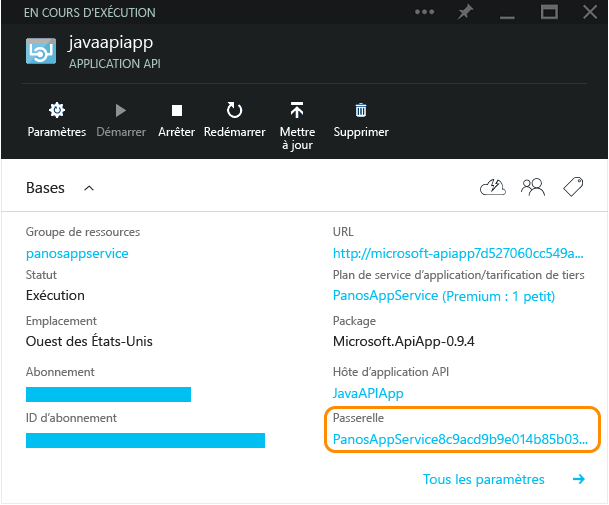 EN COURS D'EXÉCUTION
javaapiapp
APPLICATION API
Paramètres
Démarrer
Arrêter
Redémarrer
Mettre
à jour
Supprimer
Bases
Groupe de ressources
panosappservice
Statut
Exécution
Emplacement
Ouest des États-Unis
Abonnement
ID d'abonnement
URL
http://microsoft-apiapp7d527060cc549a...
Plan de service d'application/tarification de tiers
PanosAppService (Premium : 1 petit)
Package
Microsoft.ApiApp-0.9.4
Hôte d'application API
JavaAPIApp
Passerelle
PanosAppService8c9acd9b9e014b85b03...
Tous les paramètres